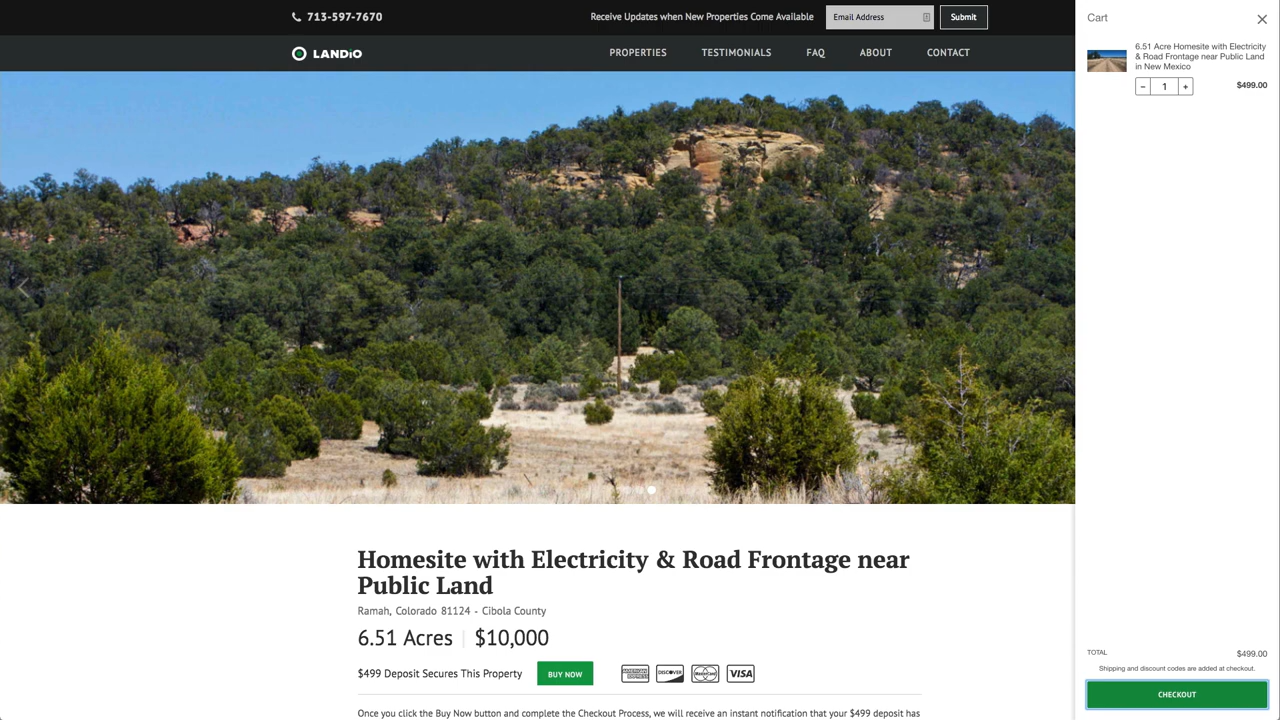 713-597-7670
Receive Updates when New Properties Come Available
Email Address
Submit
LANDiO
PROPERTIES
TESTIMONIALS
FAQ
ABOUT
CONTACT
Homesite with Electricity & Road Frontage near
Public Land
Ramah, Colorado 81124 - Cibola County
6.51 Acres | $10,000
$499 Deposit Secures This Property
BUY NOW
AMERICAN EXPRESS
DISCOVER
MasterCard
VISA
Once you click the Buy Now button and complete the Checkout Process, we will receive an instant notification that your $499 deposit has
Cart
6.51 Acre Homesite with Electricity
& Road Frontage near Public Land
in New Mexico
− 1 +
$499.00
TOTAL
$499.00
Shipping and discount codes are added at checkout.
CHECKOUT